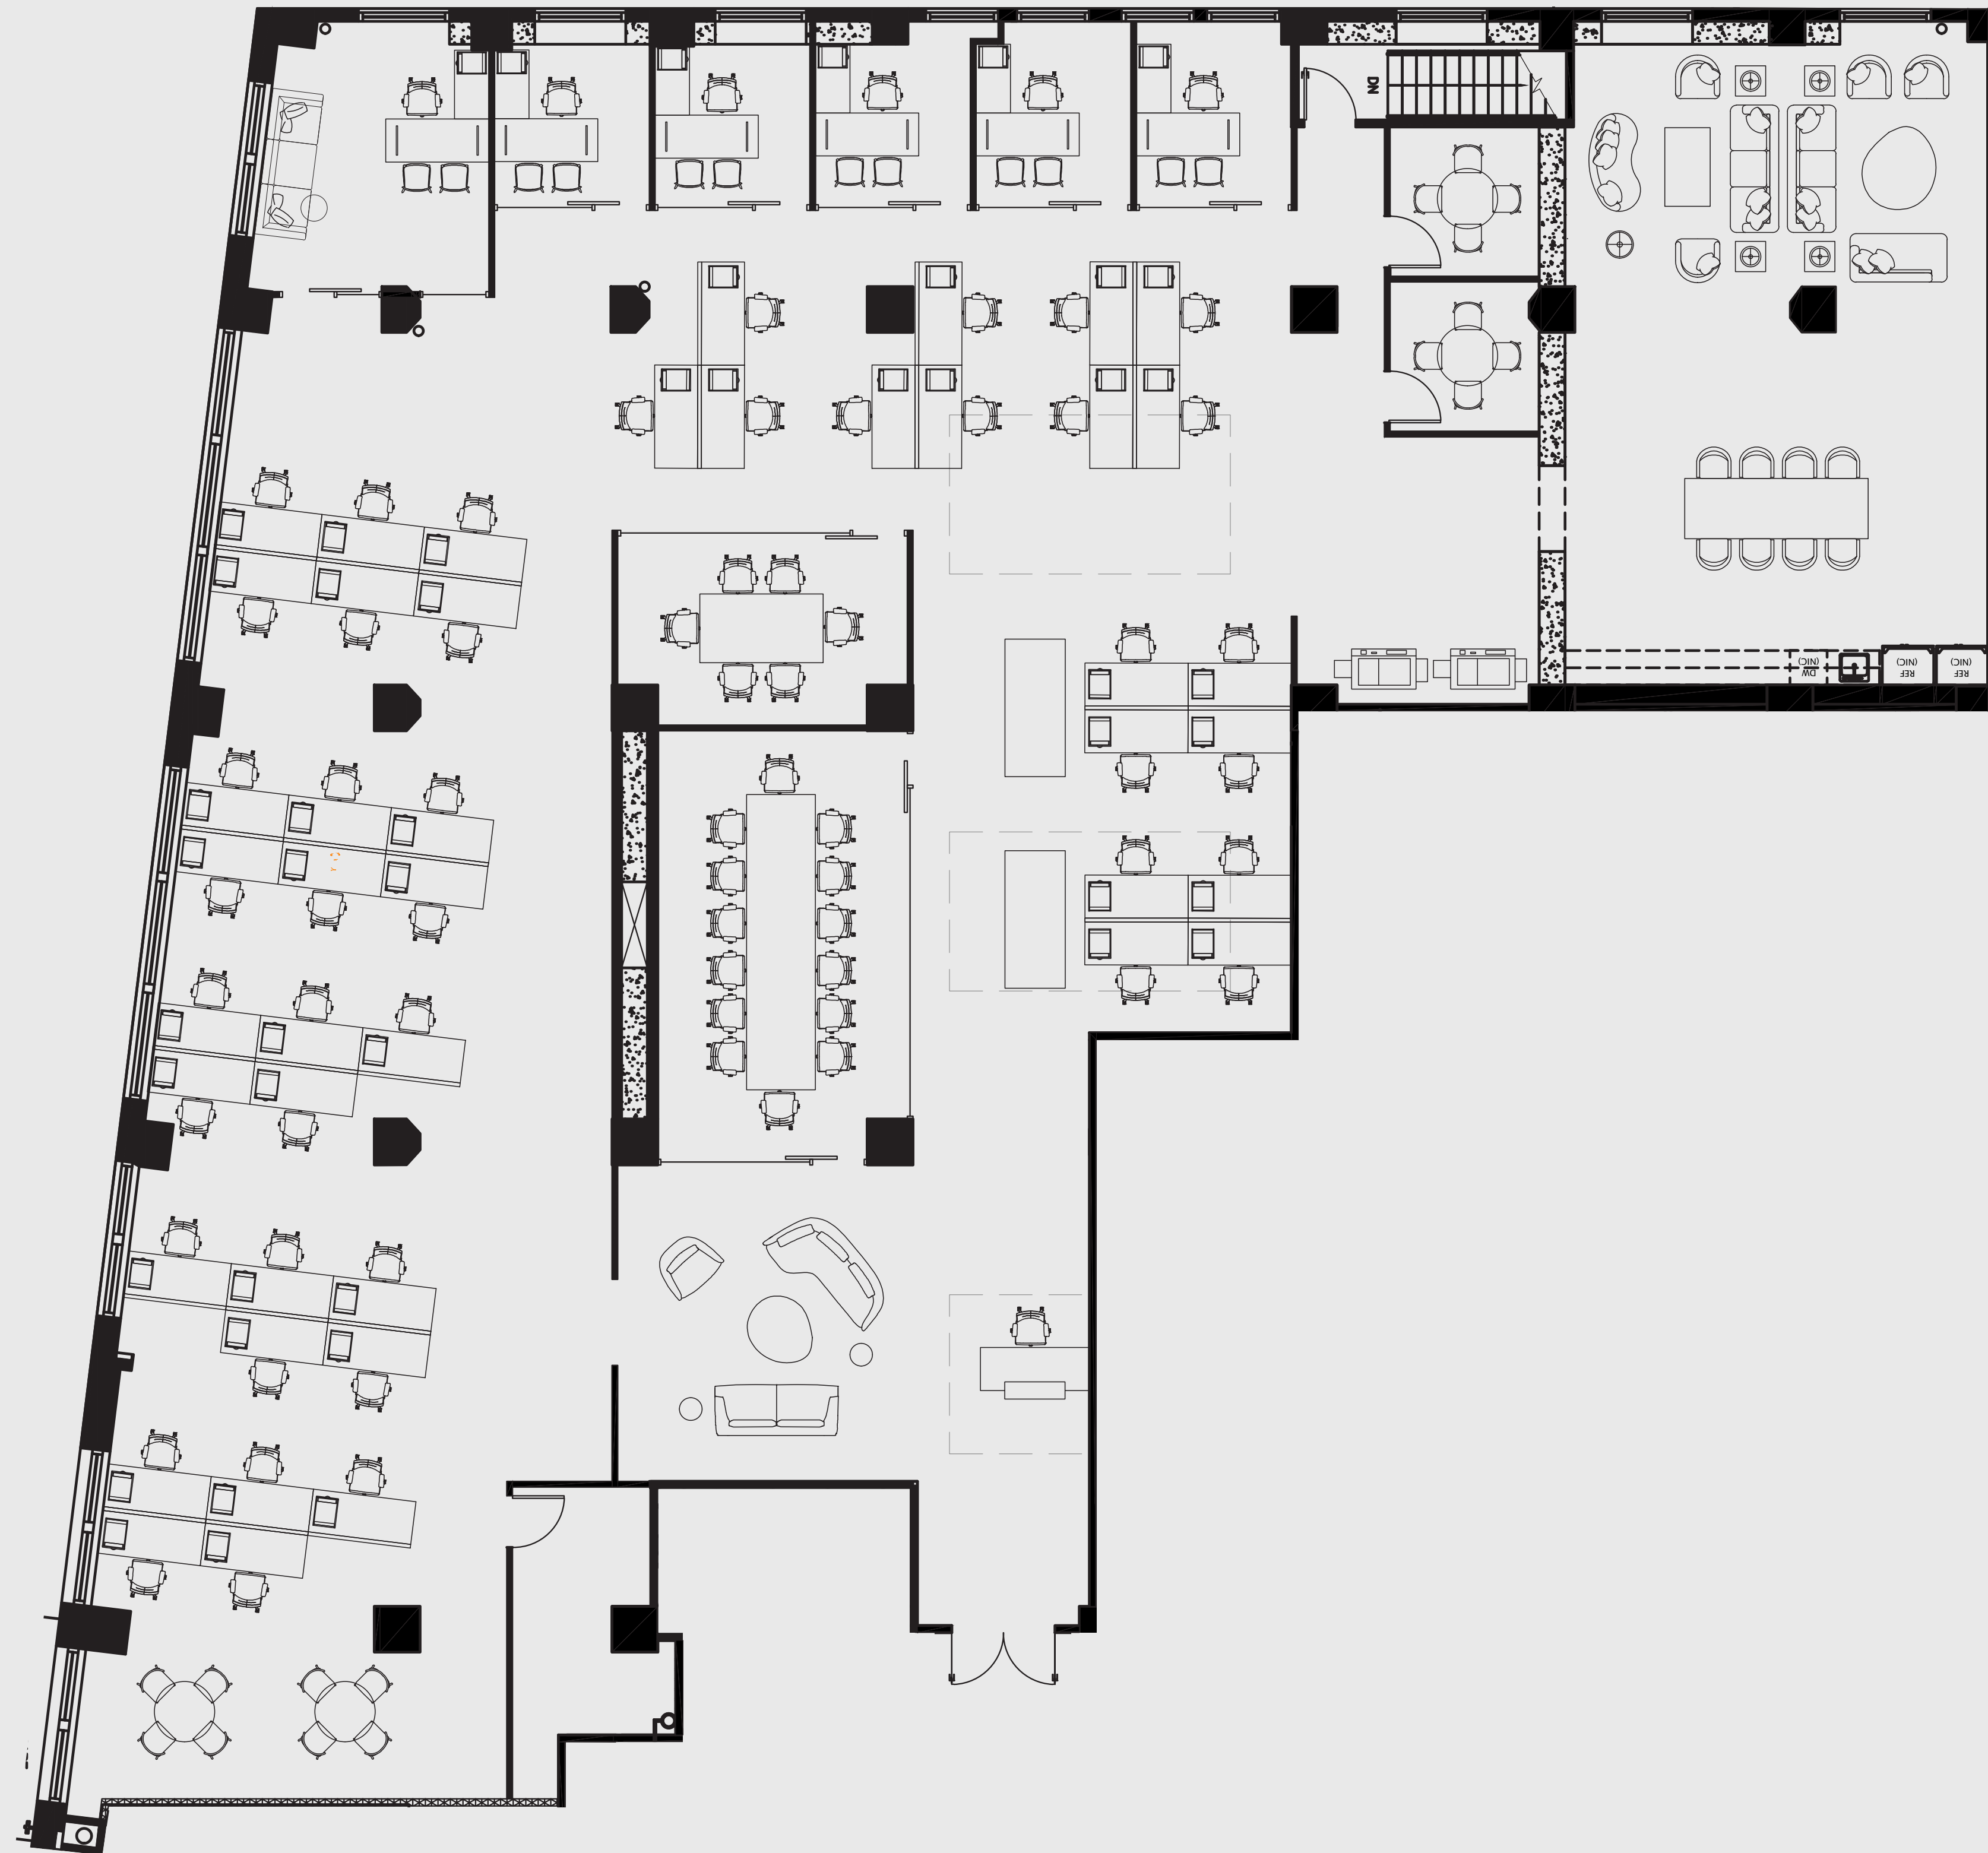 DN
DW
(NIC)
REF
(NIC)
REF
(NIC)